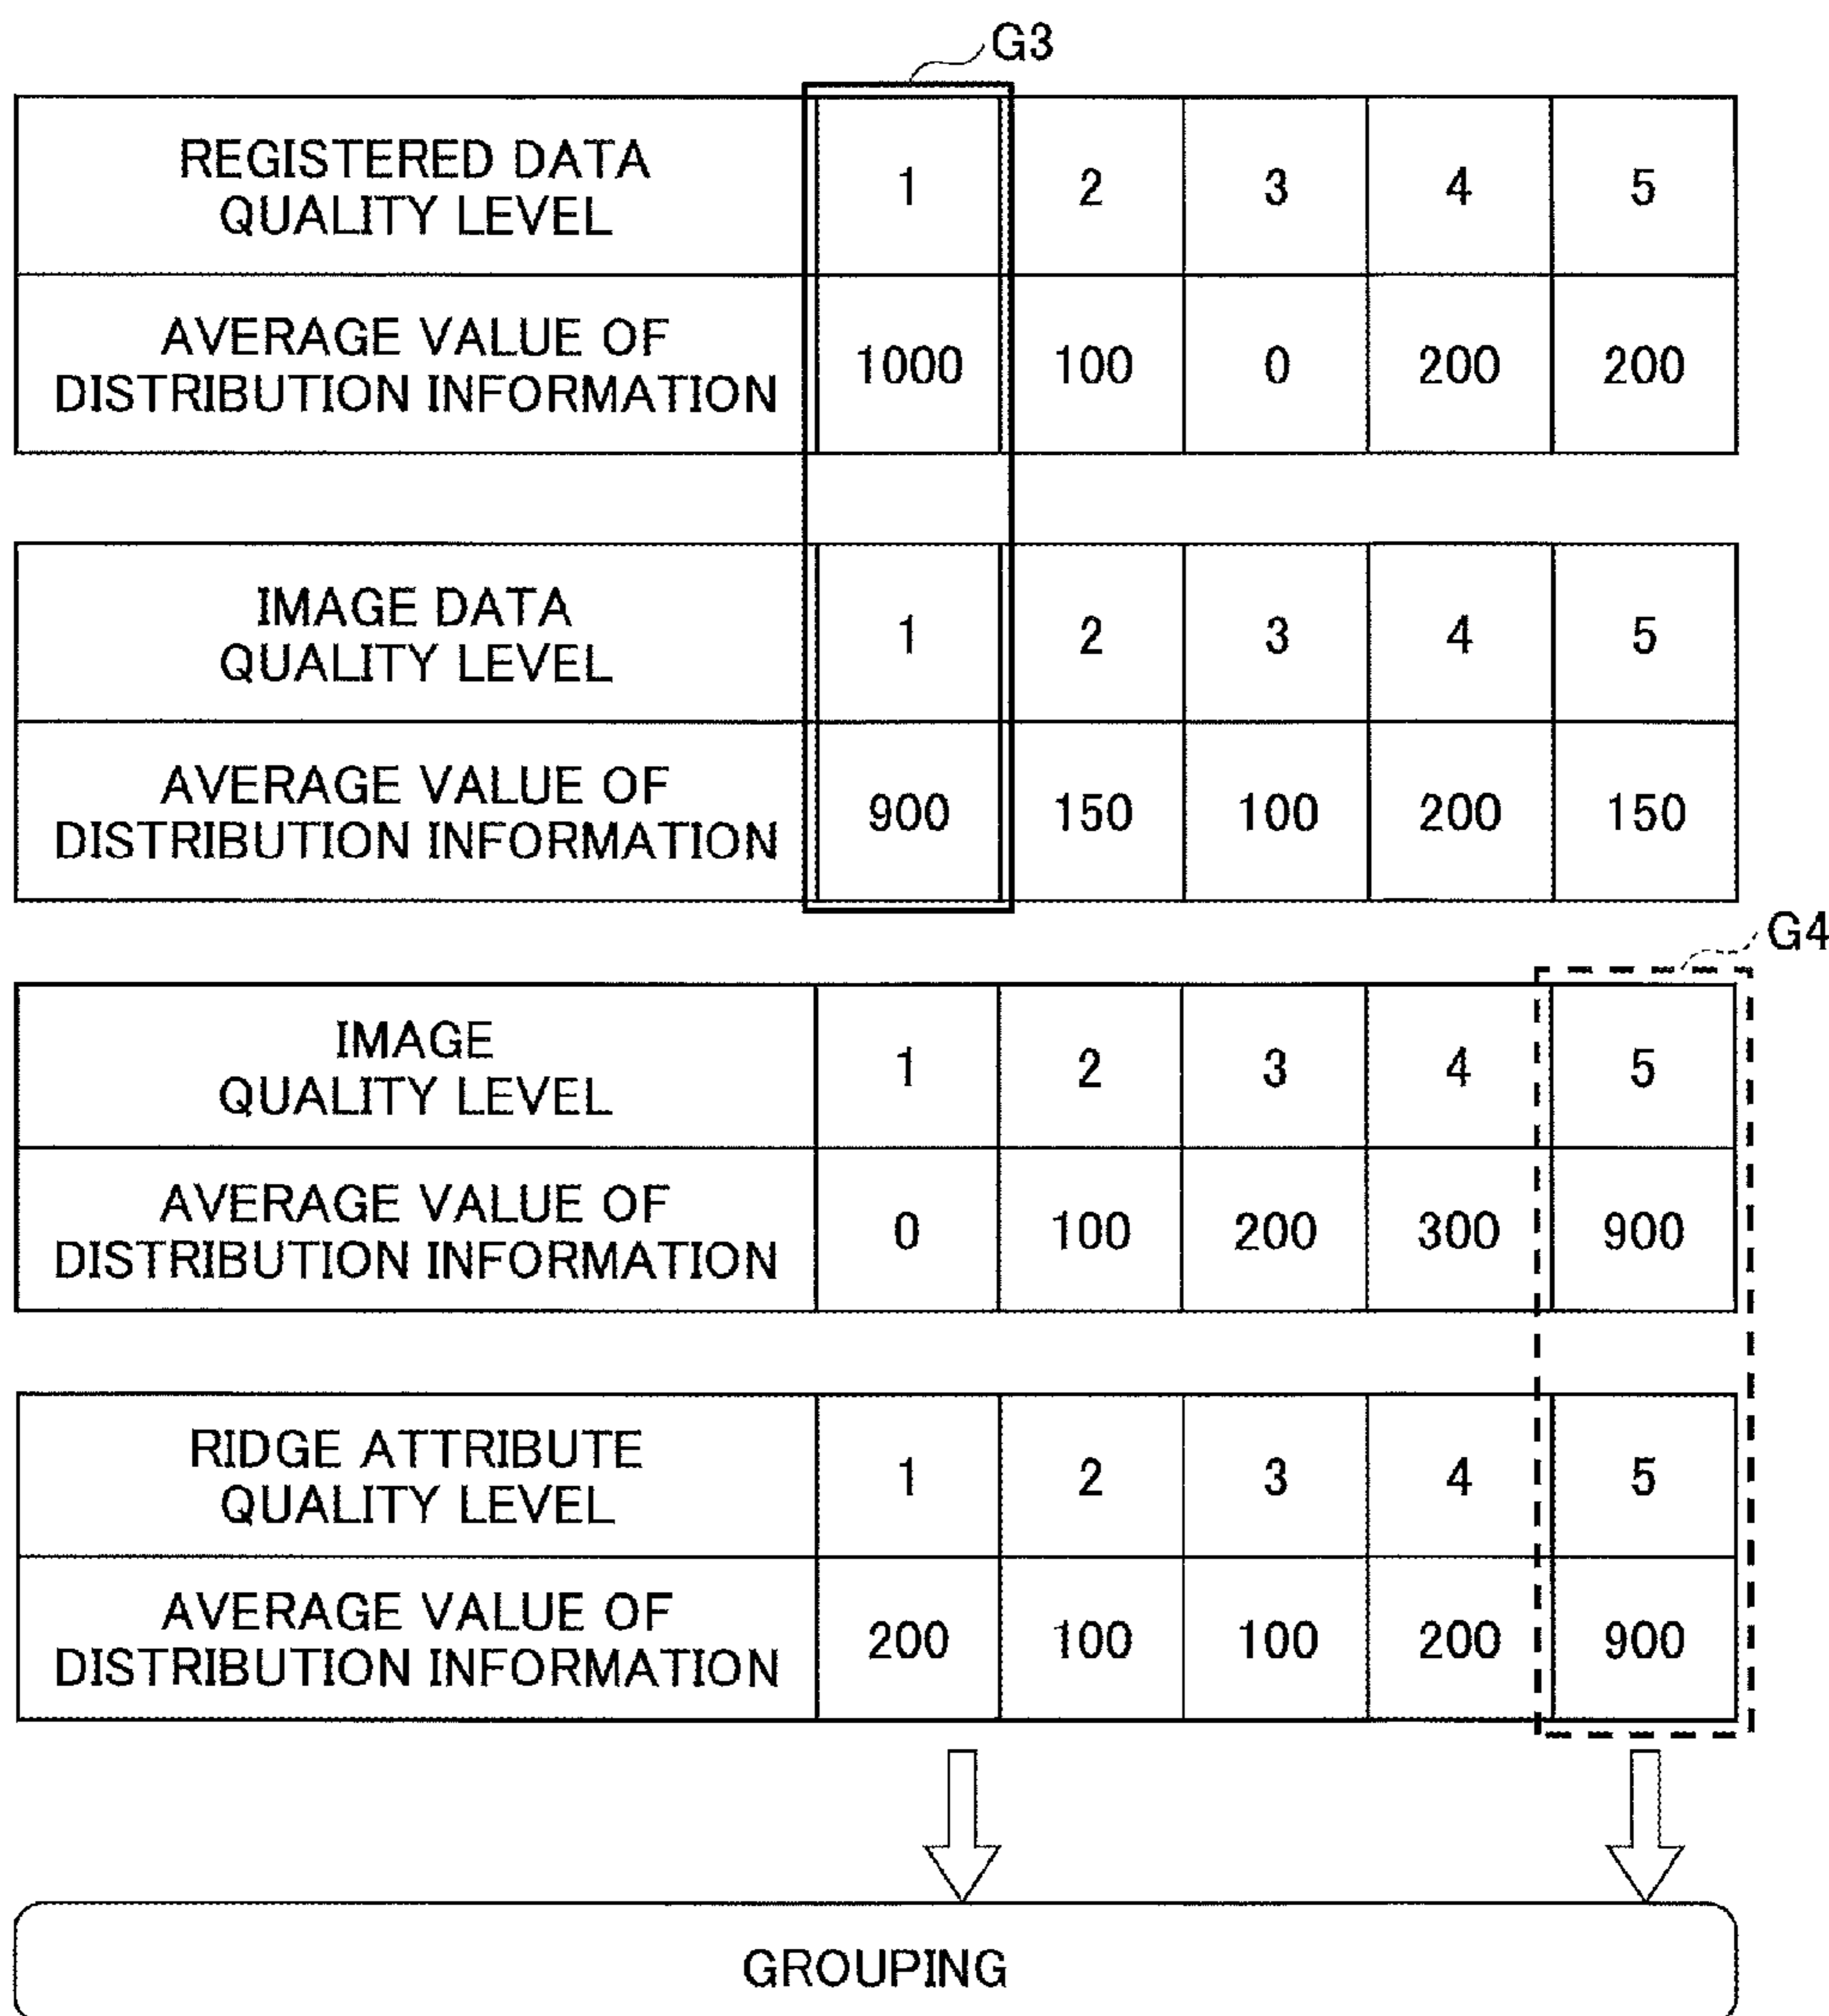 G3
REGISTERED DATA
QUALITY LEVEL 1 2 3 4 5
AVERAGE VALUE OF
DISTRIBUTION INFORMATION 1000 100 0 200 200
IMAGE DATA
QUALITY LEVEL 1 2 3 4 5
AVERAGE VALUE OF
DISTRIBUTION INFORMATION 900 150 100 200 150
G4
IMAGE
QUALITY LEVEL 1 2 3 4 5
AVERAGE VALUE OF
DISTRIBUTION INFORMATION 0 100 200 300 900
RIDGE ATTRIBUTE
QUALITY LEVEL 1 2 3 4 5
AVERAGE VALUE OF
DISTRIBUTION INFORMATION 200 100 100 200 900
GROUPING